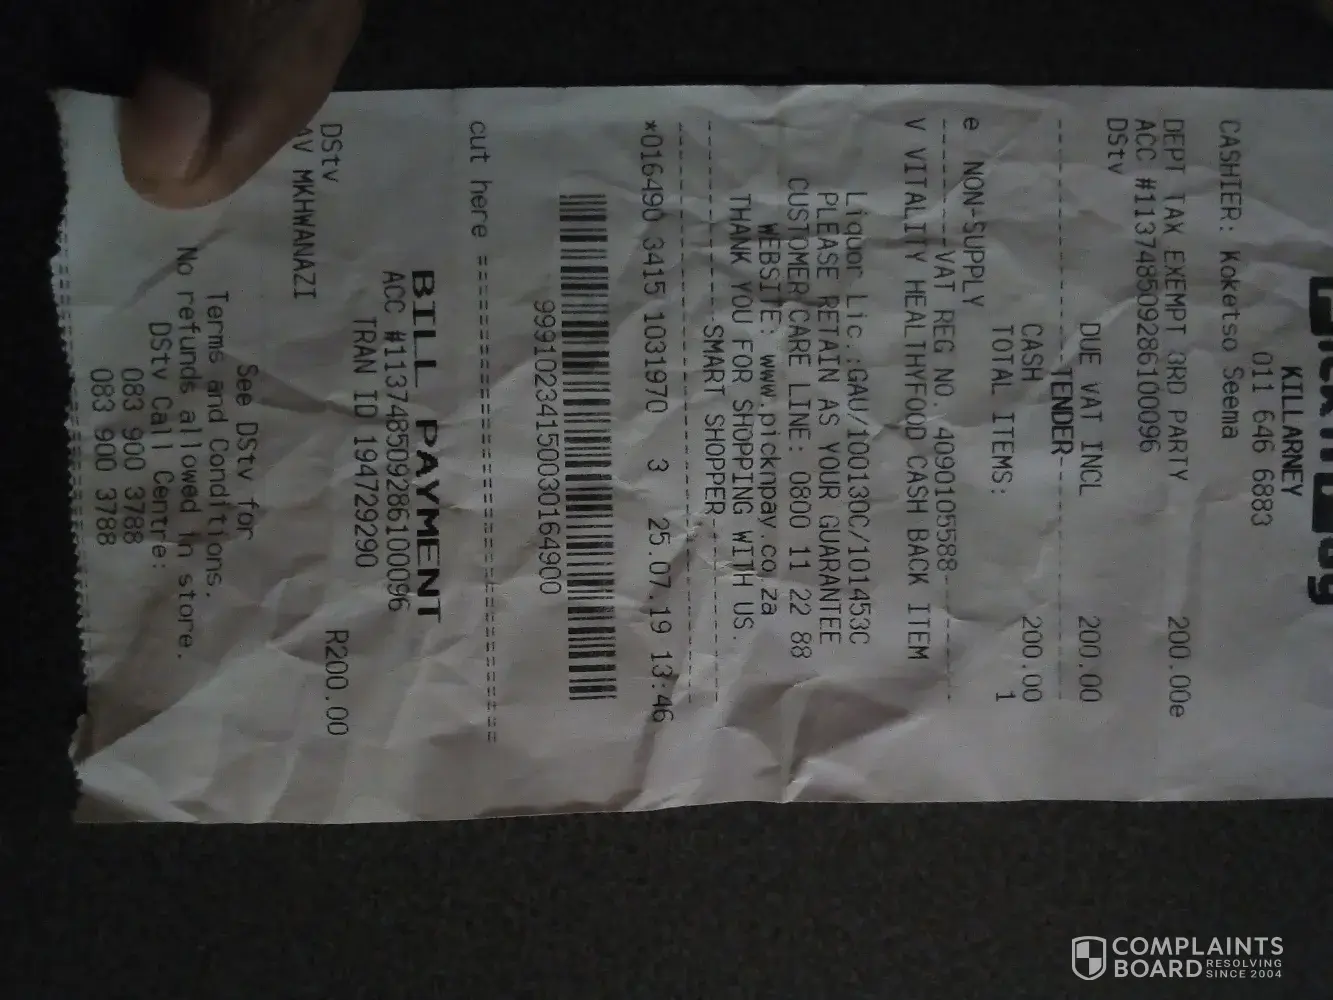 KILLARNEY
011 646 6883
CASHIER: Koketso Seema
DEPT TAX EXEMPT 3RD PARTY 200.00e
ACC #113748509286100096
DStv
DUE VAT INCL 200.00
TENDER
CASH 200.00
TOTAL ITEMS: 1
e NON-SUPPLY
VAT REG NO. 4090105588
V VITALITY HEALTHYFOOD CASH BACK ITEM
Liquor Lic.:GAU/100130C/101453C
PLEASE RETAIN AS YOUR GUARANTEE
CUSTOMER CARE LINE: 0800 11 22 88
WEBSITE: www.picknpay.co.za
THANK YOU FOR SHOPPING WITH US.
SMART SHOPPER
*016490 3415 1031970 3 25.07.19 13:46
99910234150030164900
cut here
BILL PAYMENT
ACC #113748509286100096
TRAN ID 194729290
DStv R200.00
AV MKHWANAZI
See DStv for
Terms and Conditions.
No refunds allowed in store.
DStv Call Centre:
083 900 3788
083 900 3788
COMPLAINTS
BOARD RESOLVING
SINCE 2004